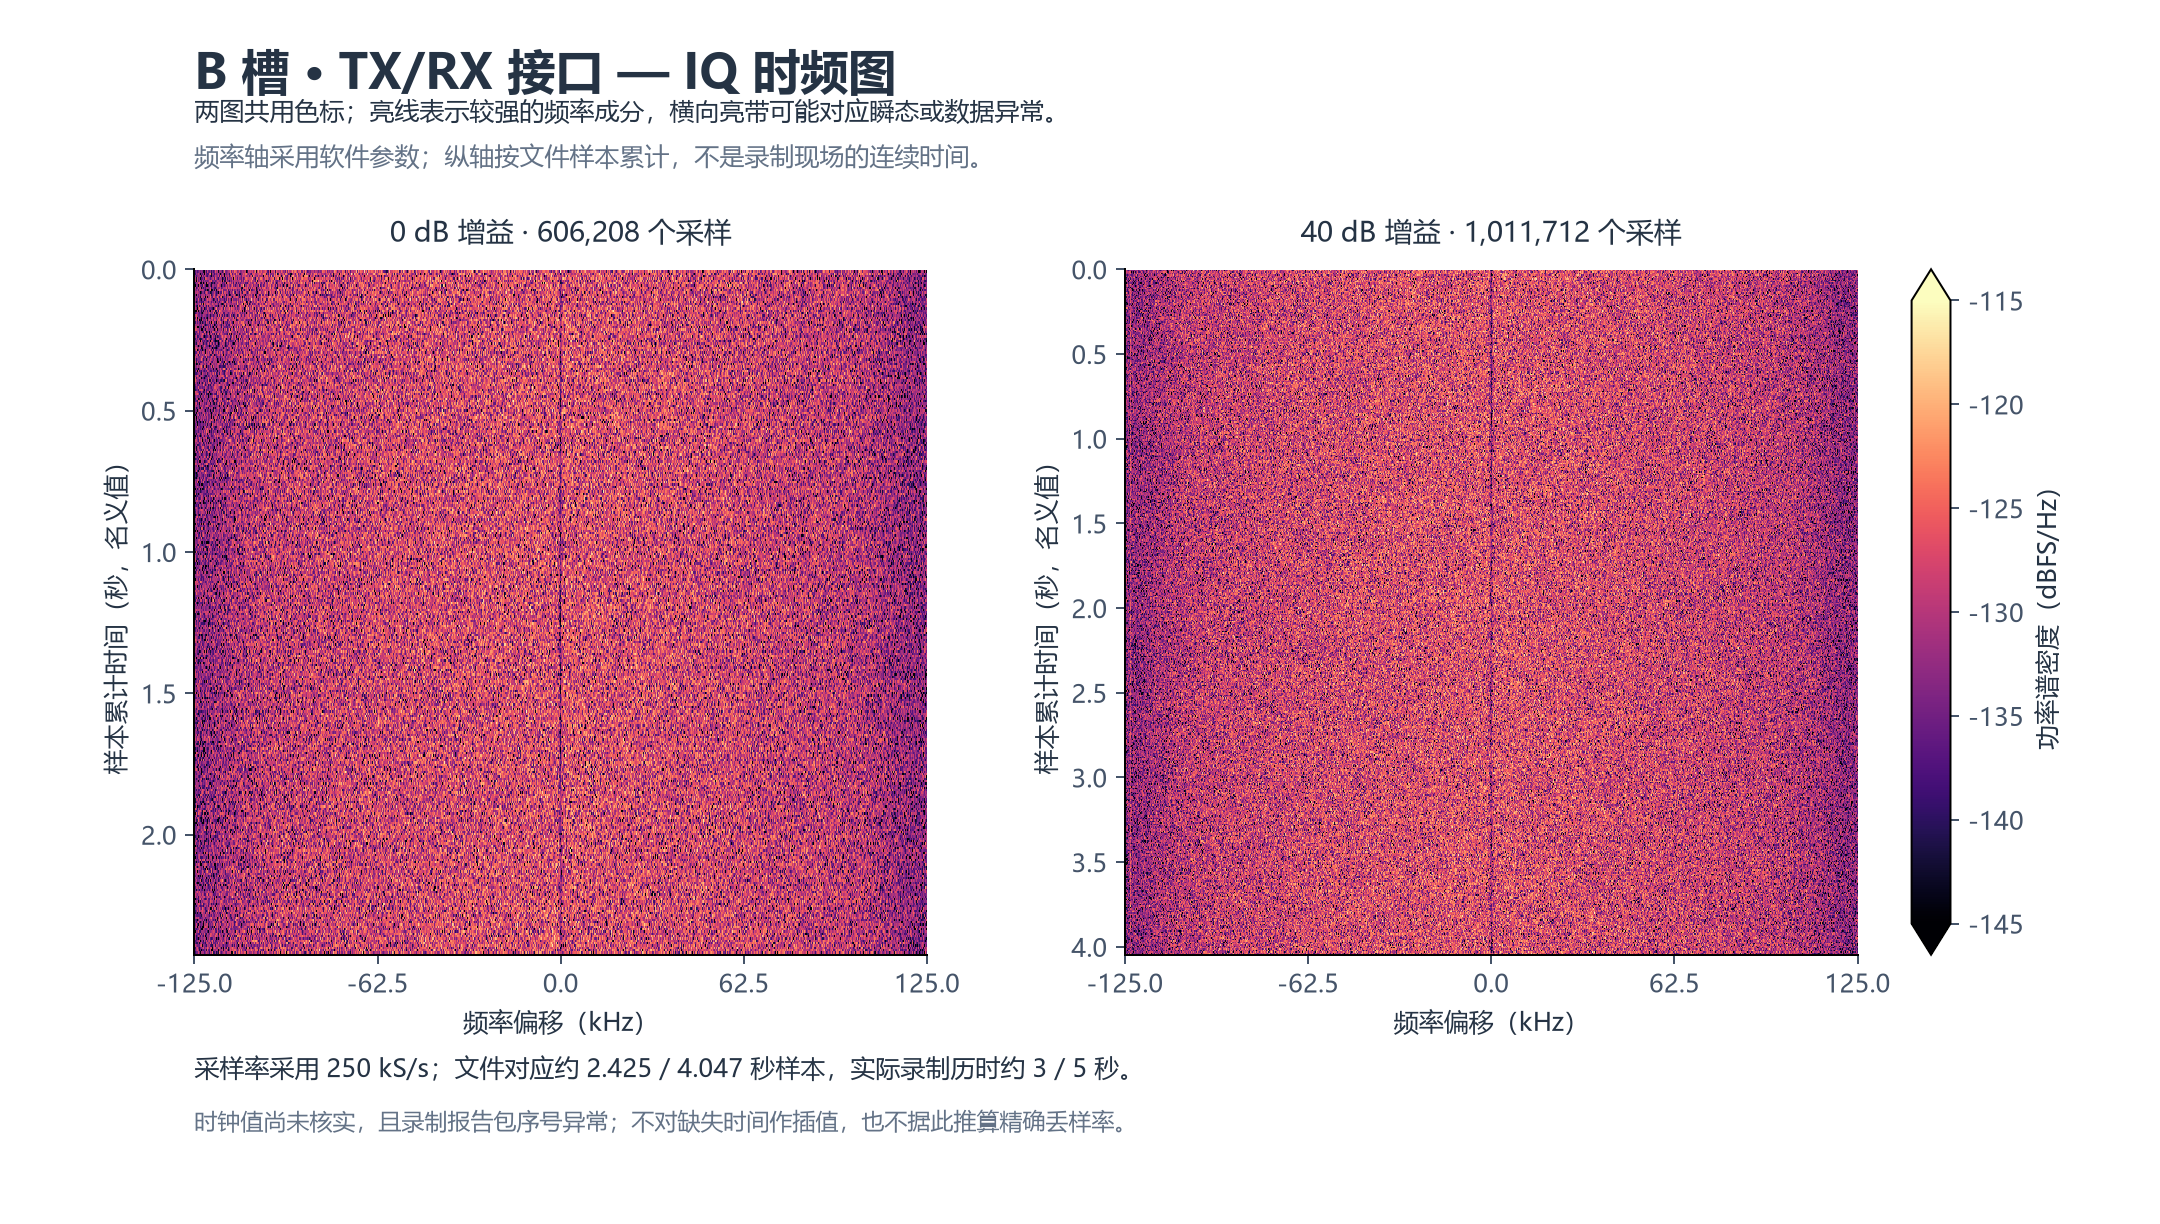 B 槽 • TX/RX 接口 — IQ 时频图
两图共用色标；亮线表示较强的频率成分，横向亮带可能对应瞬态或数据异常。
频率轴采用软件参数；纵轴按文件样本累计，不是录制现场的连续时间。
0 dB 增益 · 606,208 个采样
0.0
0.5
1.0
1.5
2.0
样本累计时间（秒，名义值）
-125.0
-62.5
0.0
62.5
125.0
频率偏移（kHz）
40 dB 增益 · 1,011,712 个采样
0.0
0.5
1.0
1.5
2.0
2.5
3.0
3.5
4.0
样本累计时间（秒，名义值）
-125.0
-62.5
0.0
62.5
125.0
频率偏移（kHz）
-115
-120
-125
-130
-135
-140
-145
功率谱密度（dBFS/Hz）
采样率采用 250 kS/s；文件对应约 2.425 / 4.047 秒样本，实际录制历时约 3 / 5 秒。
时钟值尚未核实，且录制报告包序号异常；不对缺失时间作插值，也不据此推算精确丢样率。